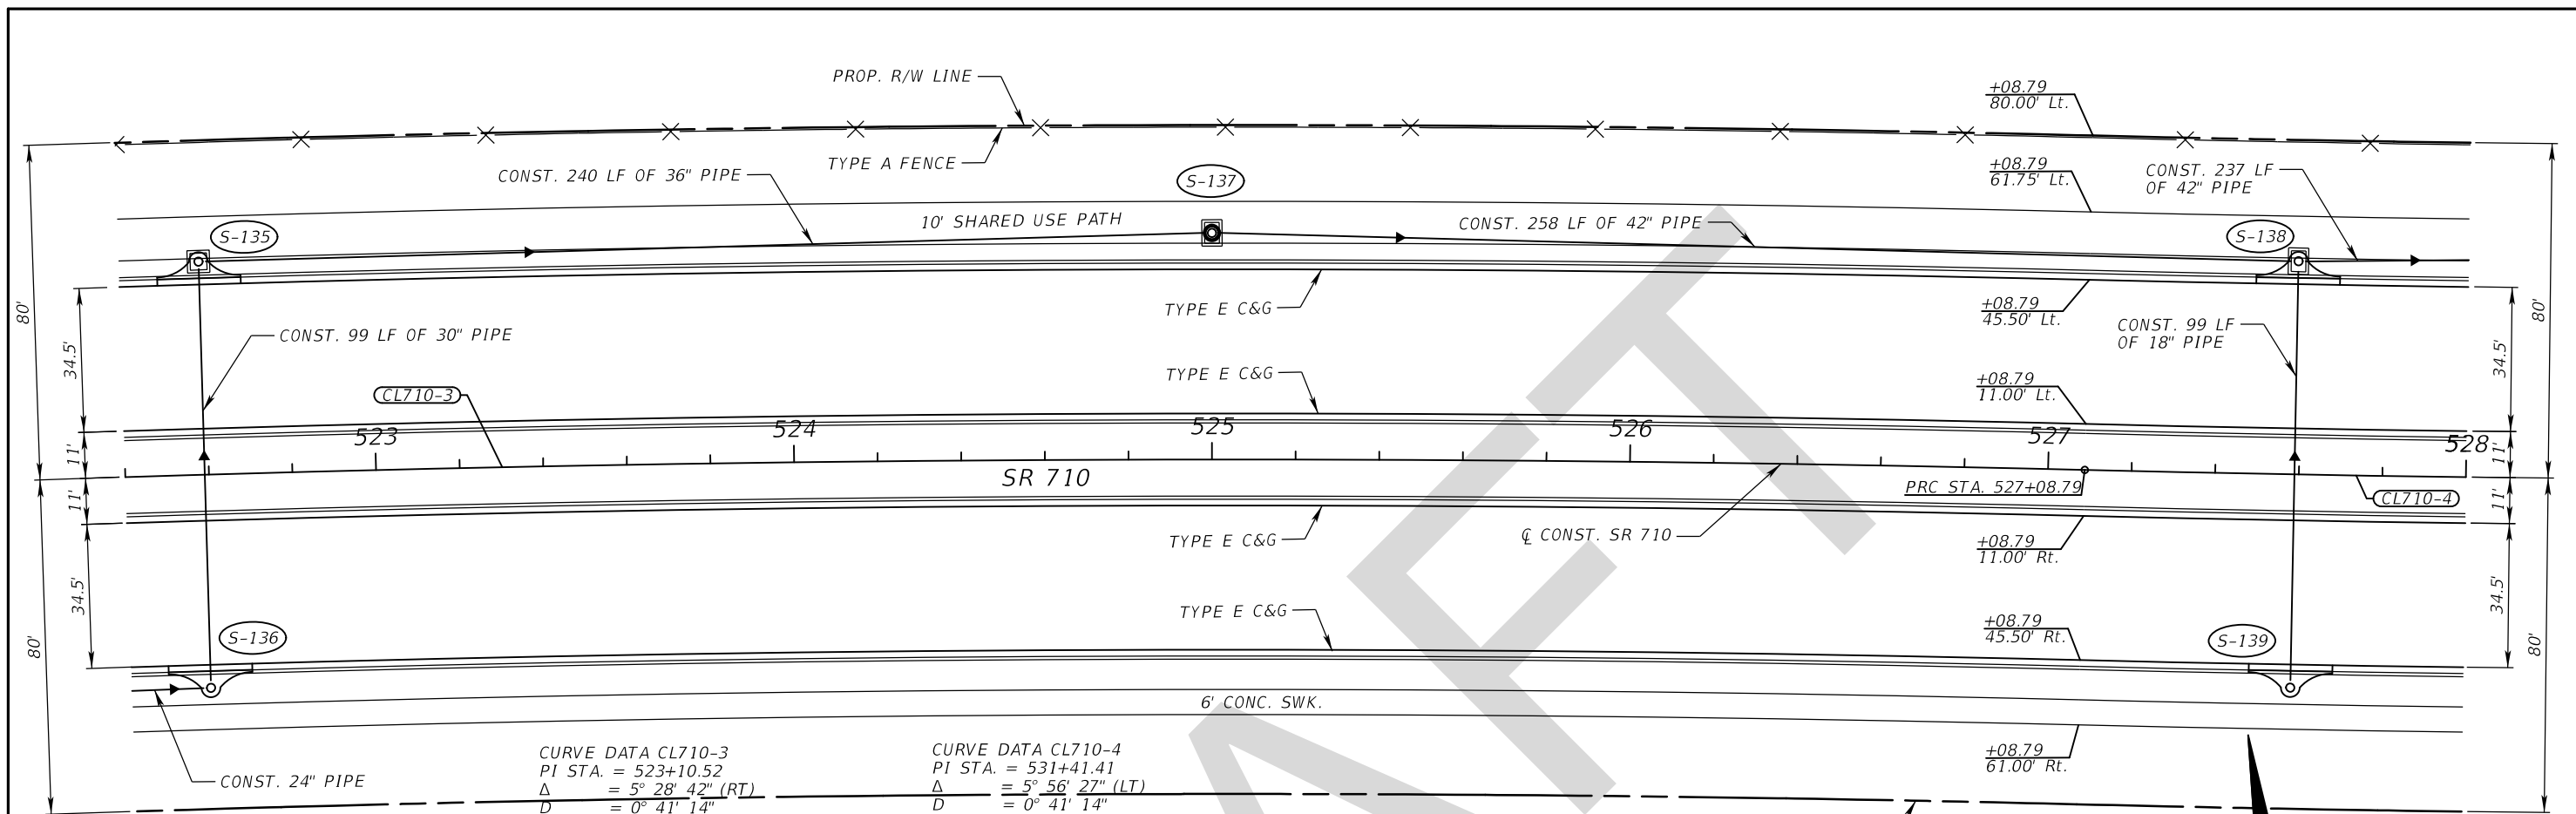 PROP. R/W LINE
+08.79
80.00' Lt.
TYPE A FENCE
CONST. 240 LF OF 36" PIPE
S-137
+08.79
61.75' Lt.
CONST. 237 LF
OF 42" PIPE
10' SHARED USE PATH
CONST. 258 LF OF 42" PIPE
S-135
S-138
80'
80'
TYPE E C&G
+08.79
45.50' Lt.
CONST. 99 LF OF 30" PIPE
CONST. 99 LF
OF 18" PIPE
34.5'
34.5'
TYPE E C&G
+08.79
11.00' Lt.
CL710-3
523
524
525
526
527
528
11'
11'
SR 710
PRC STA. 527+08.79
CL710-4
11'
11'
TYPE E C&G
℄ CONST. SR 710
+08.79
11.00' Rt.
34.5'
34.5'
TYPE E C&G
+08.79
45.50' Rt.
S-136
S-139
80'
80'
6' CONC. SWK.
+08.79
61.00' Rt.
CONST. 24" PIPE
CURVE DATA CL710-3
PI STA. = 523+10.52
Δ = 5° 28' 42" (RT)
D = 0° 41' 14"
CURVE DATA CL710-4
PI STA. = 531+41.41
Δ = 5° 56' 27" (LT)
D = 0° 41' 14"